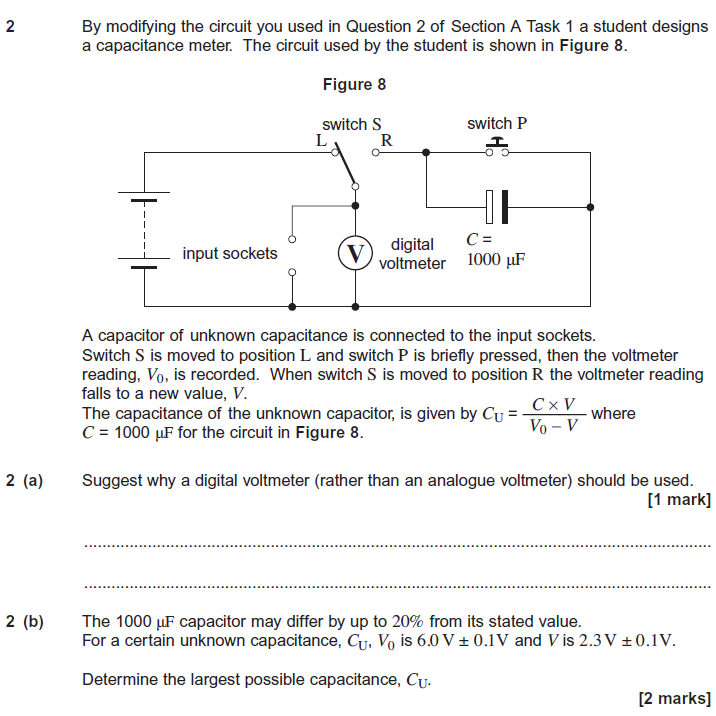 2 By modifying the circuit you used in Question 2 of Section A Task 1 a student designs
a capacitance meter. The circuit used by the student is shown in Figure 8.
Figure 8
switch S
switch P
L
R
input sockets
V
digital
voltmeter
C =
1000 µF
A capacitor of unknown capacitance is connected to the input sockets.
Switch S is moved to position L and switch P is briefly pressed, then the voltmeter
reading, V₀, is recorded. When switch S is moved to position R the voltmeter reading
falls to a new value, V.
The capacitance of the unknown capacitor, is given by C_U = (C × V)/(V₀ – V) where
C = 1000 µF for the circuit in Figure 8.
2 (a) Suggest why a digital voltmeter (rather than an analogue voltmeter) should be used.
[1 mark]
2 (b) The 1000 µF capacitor may differ by up to 20% from its stated value.
For a certain unknown capacitance, C_U, V₀ is 6.0 V ± 0.1V and V is 2.3 V ± 0.1V.
Determine the largest possible capacitance, C_U.
[2 marks]